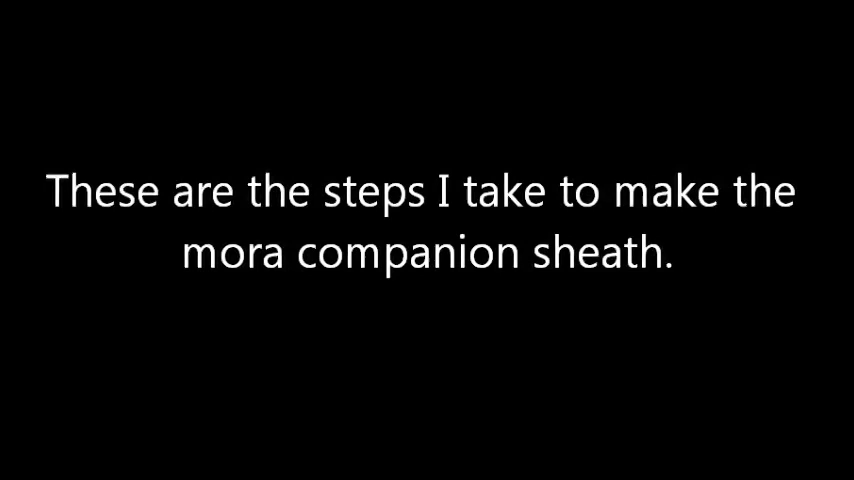 These are the steps I take to make the
mora companion sheath.